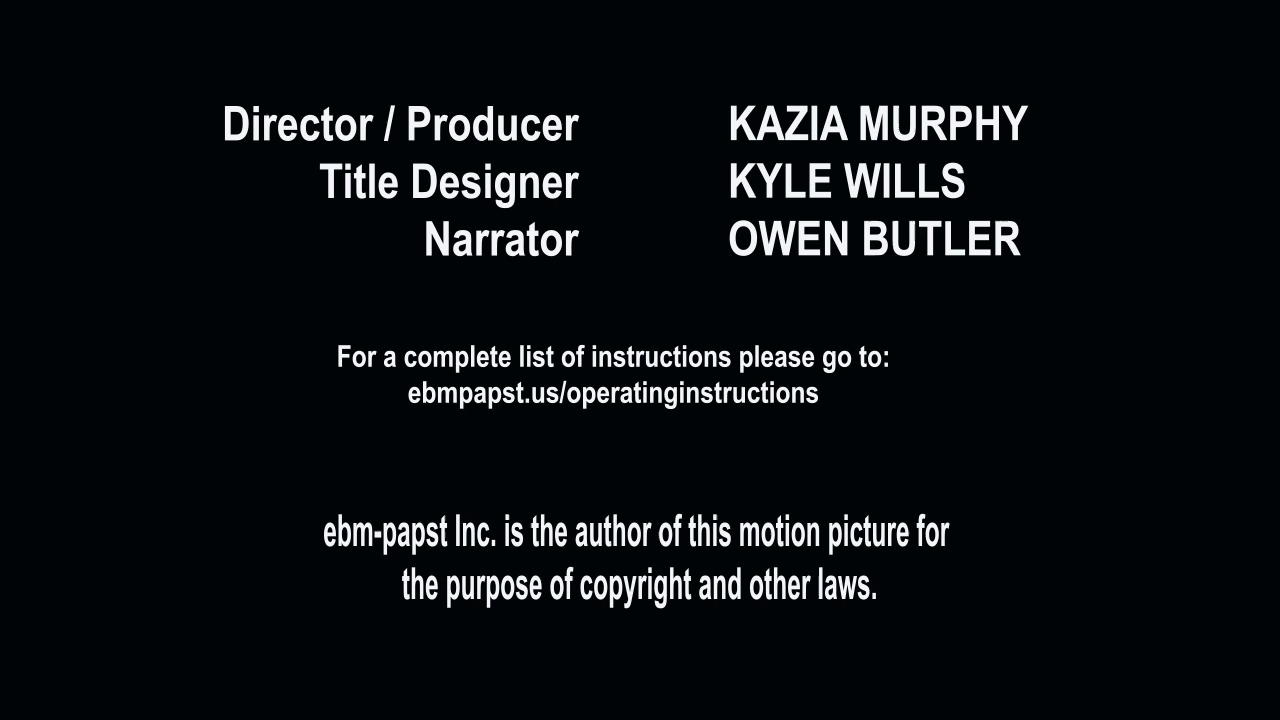 Director / Producer KAZIA MURPHY
Title Designer KYLE WILLS
Narrator OWEN BUTLER
For a complete list of instructions please go to:
ebmpapst.us/operatinginstructions
ebm-papst Inc. is the author of this motion picture for
the purpose of copyright and other laws.